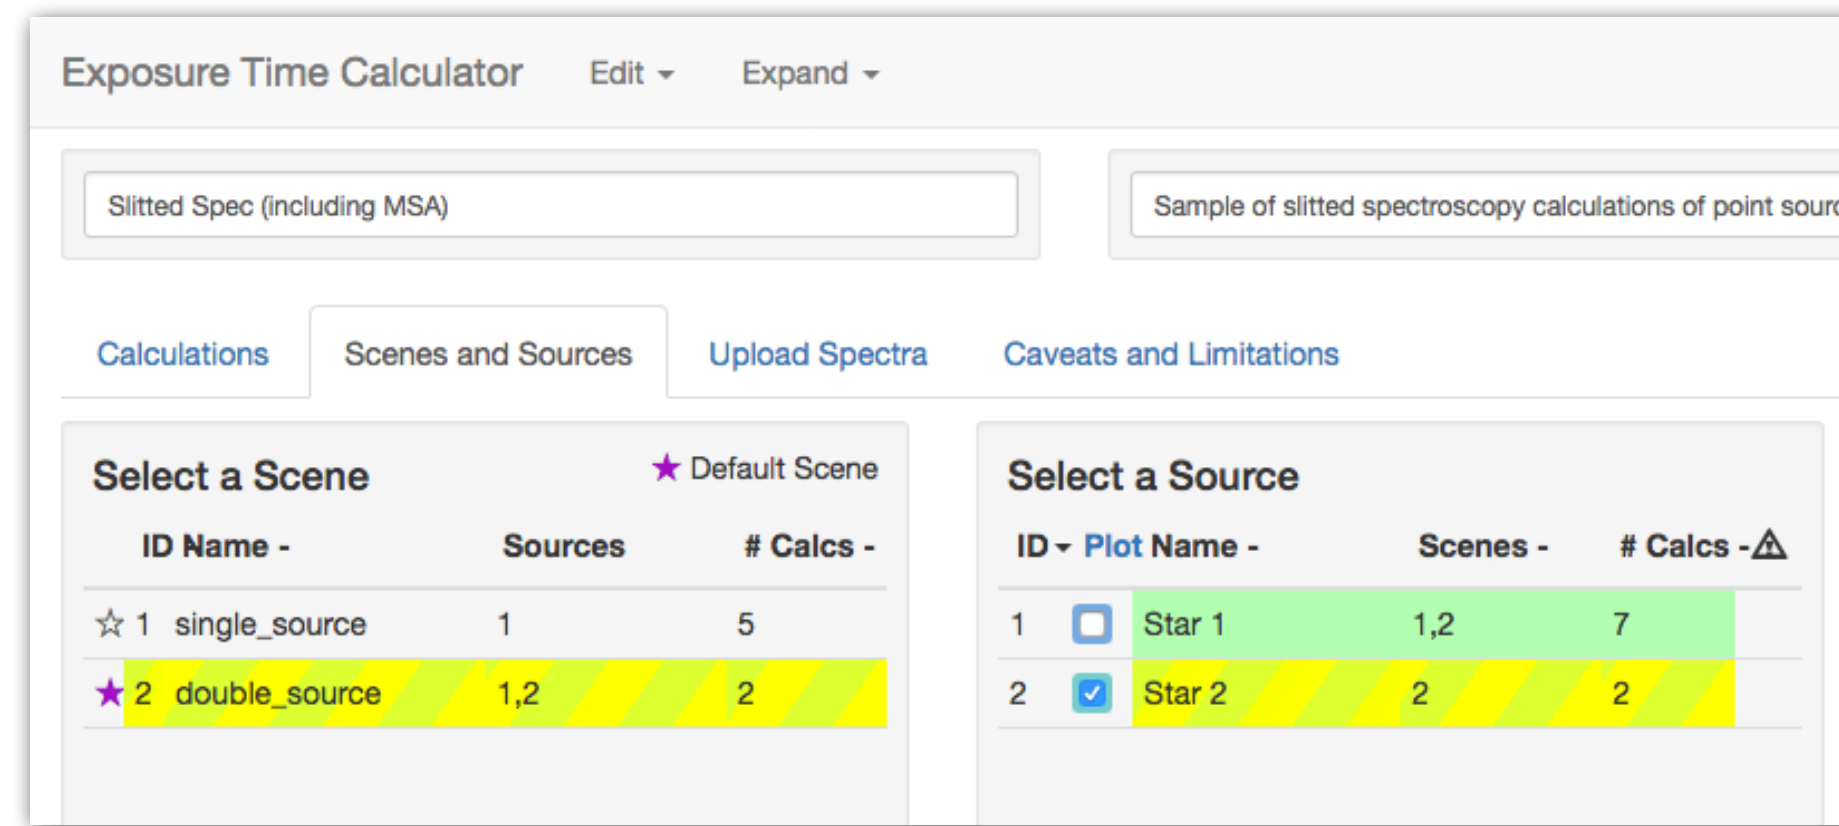 Exposure Time Calculator Edit Expand
Slitted Spec (including MSA)
Sample of slitted spectroscopy calculations of point
Calculations Scenes and Sources Upload Spectra Caveats and Limitations
Select a Scene ★ Default Scene
ID Name - Sources # Calcs -
☆ 1 single_source 1 5
★ 2 double_source 1,2 2
Select a Source
ID Plot Name - Scenes - # Calcs -
1 Star 1 1,2 7
2 Star 2 2 2